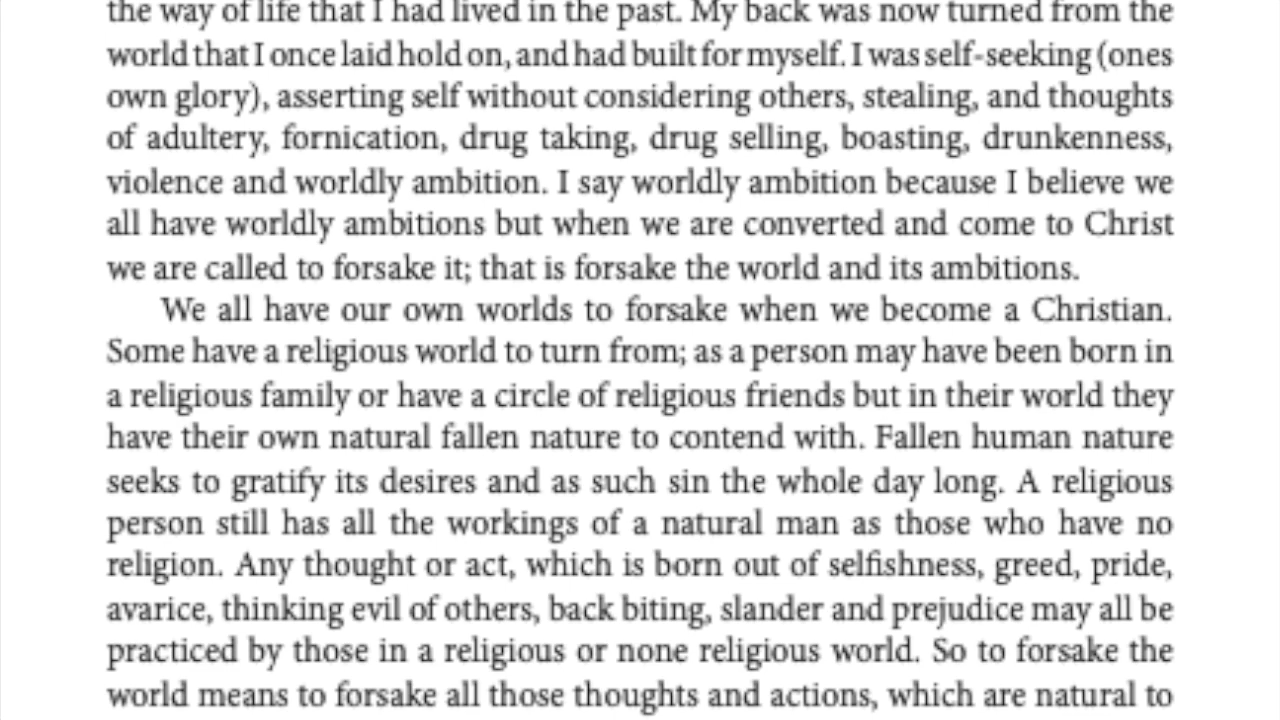 the way of life that I had lived in the past. My back was now turned from the
world that I once laid hold on, and had built for myself. I was self-seeking (ones
own glory), asserting self without considering others, stealing, and thoughts
of adultery, fornication, drug taking, drug selling, boasting, drunkenness,
violence and worldly ambition. I say worldly ambition because I believe we
all have worldly ambitions but when we are converted and come to Christ
we are called to forsake it; that is forsake the world and its ambitions.
We all have our own worlds to forsake when we become a Christian.
Some have a religious world to turn from; as a person may have been born in
a religious family or have a circle of religious friends but in their world they
have their own natural fallen nature to contend with. Fallen human nature
seeks to gratify its desires and as such sin the whole day long. A religious
person still has all the workings of a natural man as those who have no
religion. Any thought or act, which is born out of selfishness, greed, pride,
avarice, thinking evil of others, back biting, slander and prejudice may all be
practiced by those in a religious or none religious world. So to forsake the
world means to forsake all those thoughts and actions, which are natural to